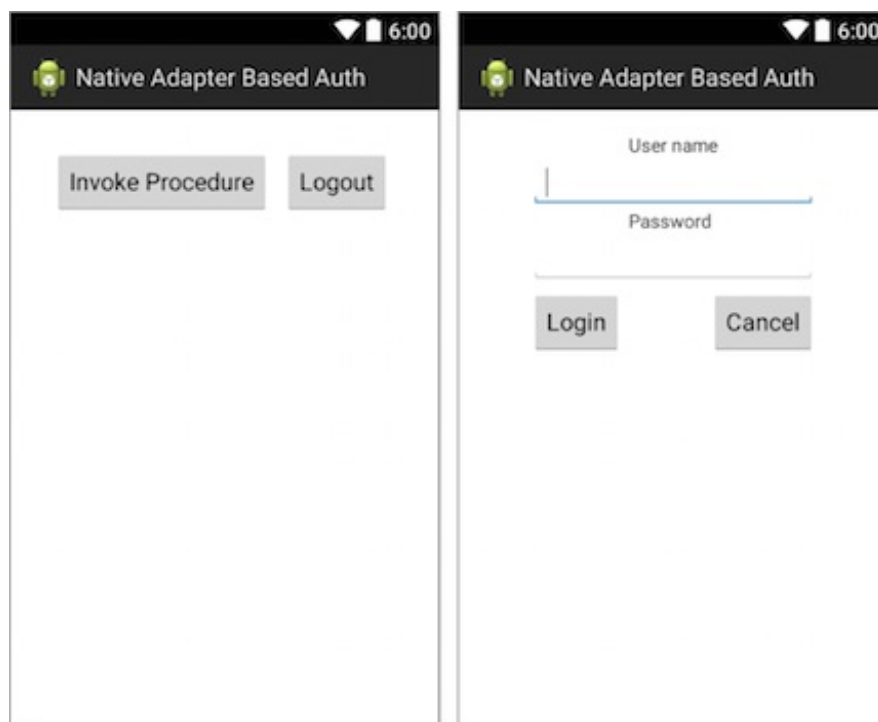 6:00
Native Adapter Based Auth
Invoke Procedure
Logout
6:00
Native Adapter Based Auth
User name
Password
Login
Cancel